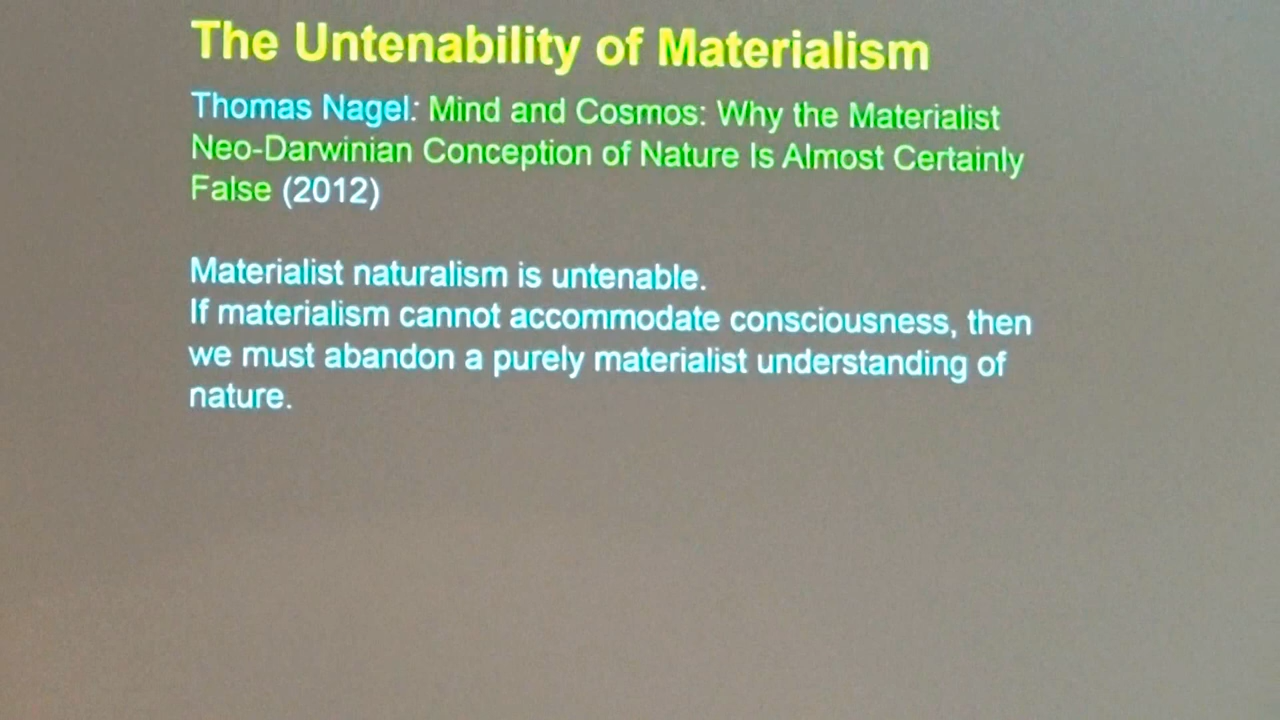 The Untenability of Materialism
Thomas Nagel: Mind and Cosmos: Why the Materialist
Neo-Darwinian Conception of Nature Is Almost Certainly
False (2012)
Materialist naturalism is untenable.
If materialism cannot accommodate consciousness, then
we must abandon a purely materialist understanding of
nature.